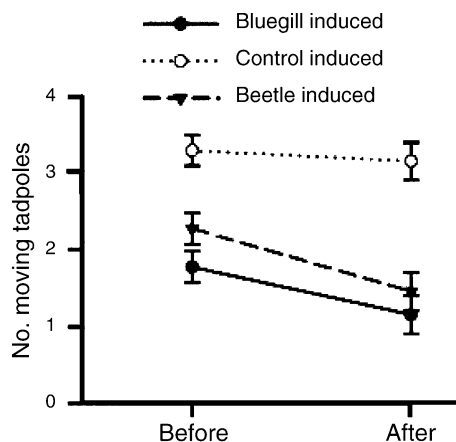 Bluegill induced
Control induced
Beetle induced
No. moving tadpoles
4
3
2
1
0
Before After